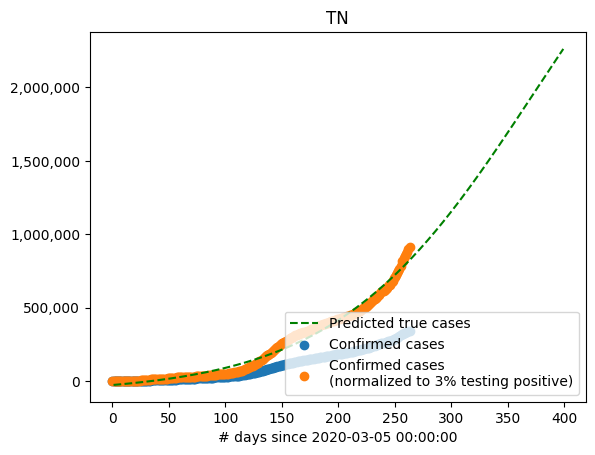 TN
2,000,000
1,500,000
1,000,000
500,000
0
Predicted true cases
Confirmed cases
Confirmed cases
(normalized to 3% testing positive)
0 50 100 150 200 250 300 350 400
# days since 2020-03-05 00:00:00